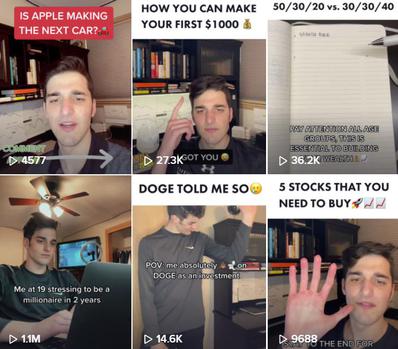 IS APPLE MAKING
THE NEXT CAR?
COMMENT
4577
HOW YOU CAN MAKE
YOUR FIRST $1000 💰
GOT YOU 😄
27.3K
50/30/20 vs. 30/30/40
PAY ATTENTION ALL AGE
GROUPS, THIS IS
ESSENTIAL TO BUILDING
WEALTH
36.2K
Me at 19 stressing to be a
millionaire in 2 years
1.1M
DOGE TOLD ME SO🥲
POV: me absolutely 💩ing
on DOGE as an investment
14.6K
5 STOCKS THAT YOU
NEED TO BUY🚀📈📈
TO THE END FOR
9688